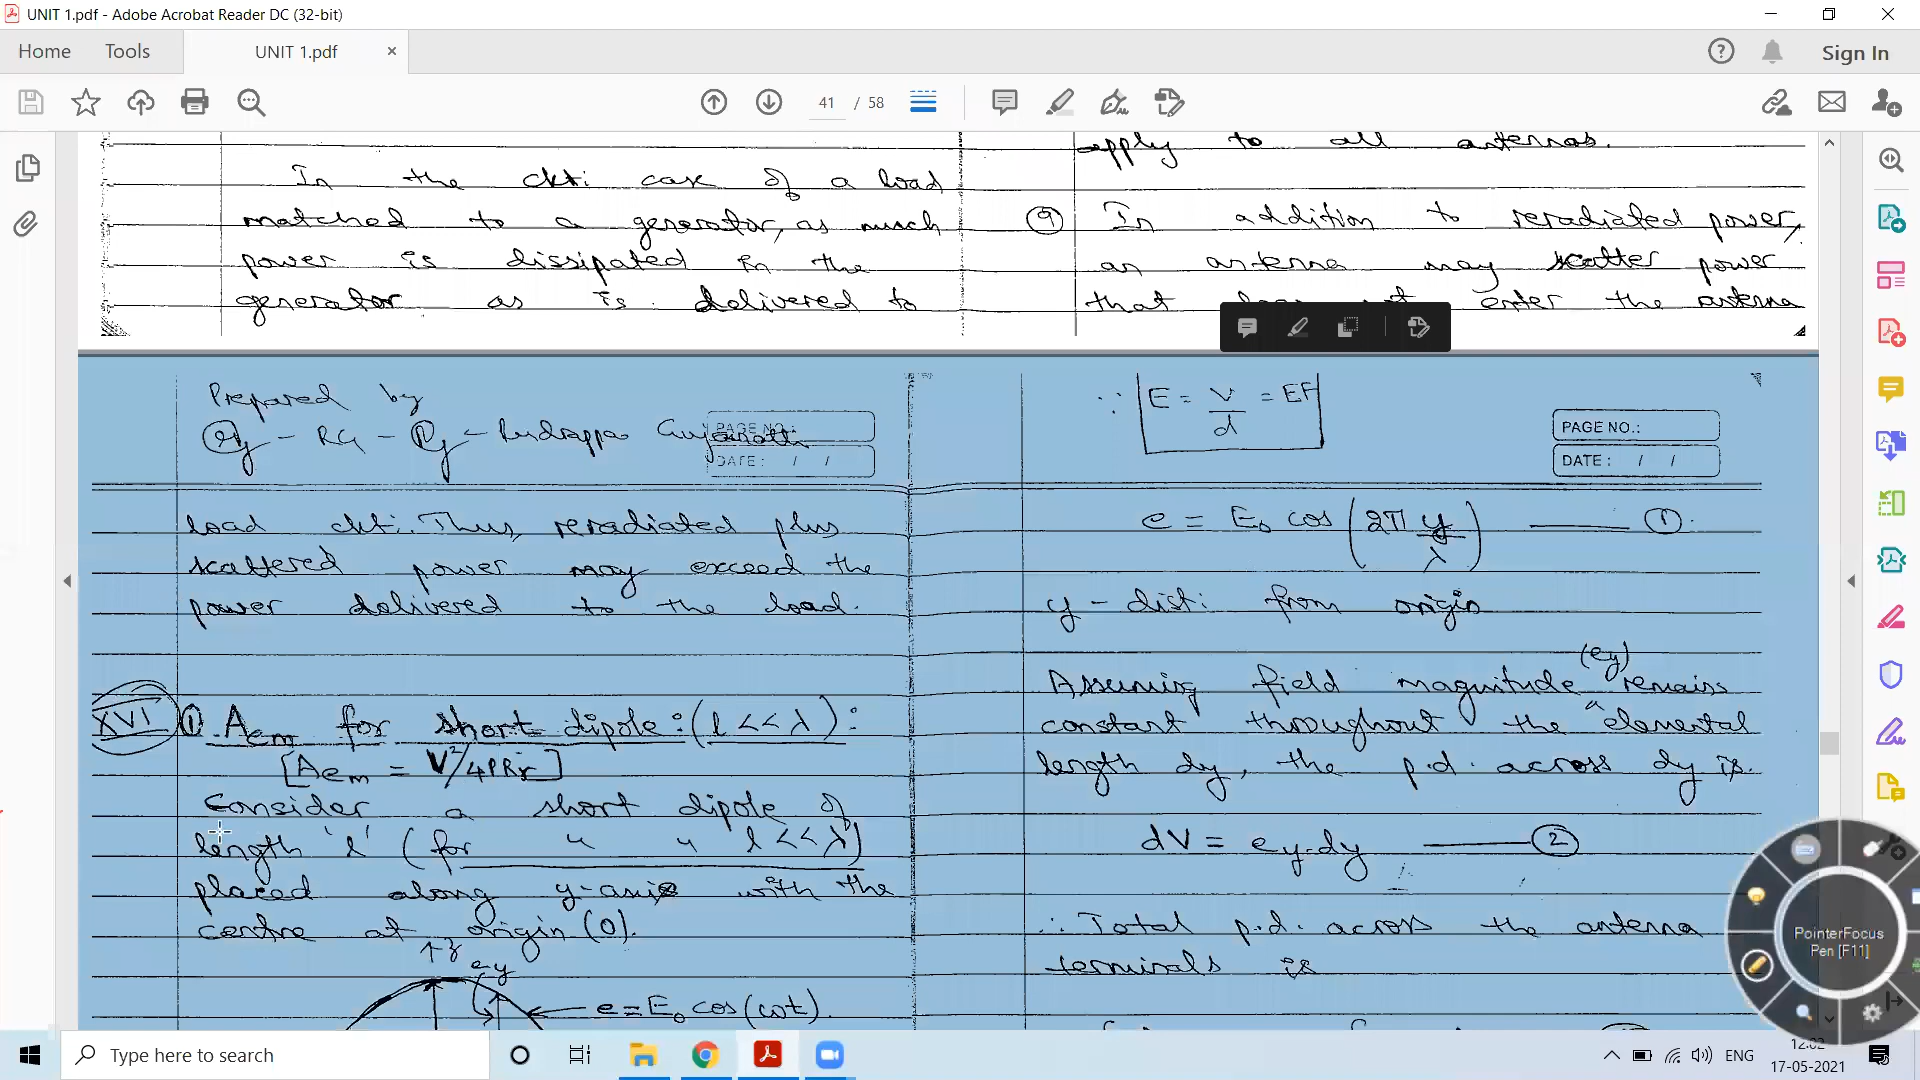 UNIT 1.pdf - Adobe Acrobat Reader DC (32-bit)
Home Tools UNIT 1.pdf × Sign In
41 / 58
In the ckt: case of a load
matched to a generator, as much
power is dissipated in the
generator as is delivered to
apply to all antennas.
9 In addition to reradiated power,
an antenna may scatter power
that enter the antenna
Prepared by
RG - Rudrappa
PAGE NO.:
DATE : / /
load ckt:. Thus, reradiated plus
scattered power may exceed the
power delivered to the load.
XVI 1. Aem for short dipole: (l << λ) :
[Aem = V²/4PRr]
Consider a short dipole of
length 'l' (for " " l << λ)
placed along y-axis with the
centre at origin (0).
↑z
ey
e = E₀ cos(ωt)
∵ E = V/d = EF
PAGE NO.:
DATE : / /
e = E₀ cos (2π y/λ) —— 1.
y - dist: from origin
(ey)
Assuming field magnitude ^ remains
constant throughout the elemental
length dy, the p.d. across dy is.
dV = ey.dy —— 2
∴ Total p.d. across the antenna
terminals is
PointerFocus
Pen [F11]
Type here to search
ENG
12:02
17-05-2021